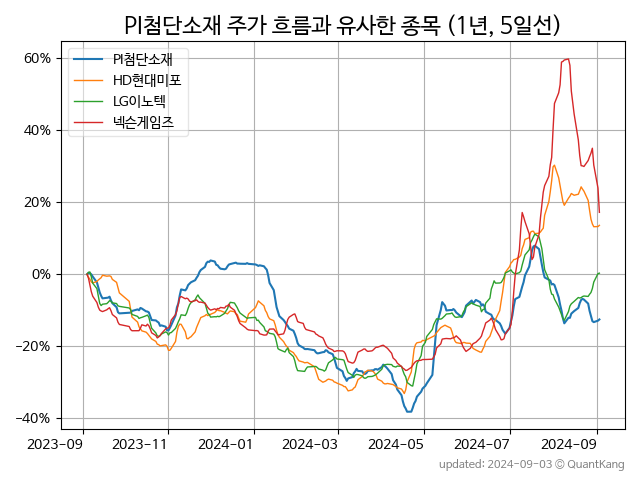 PI첨단소재 주가 흐름과 유사한 종목 (1년, 5일선)
PI첨단소재
HD현대미포
LG이노텍
넥슨게임즈
60%
40%
20%
0%
−20%
−40%
2023-09 2023-11 2024-01 2024-03 2024-05 2024-07 2024-09
updated: 2024-09-03 © QuantKang